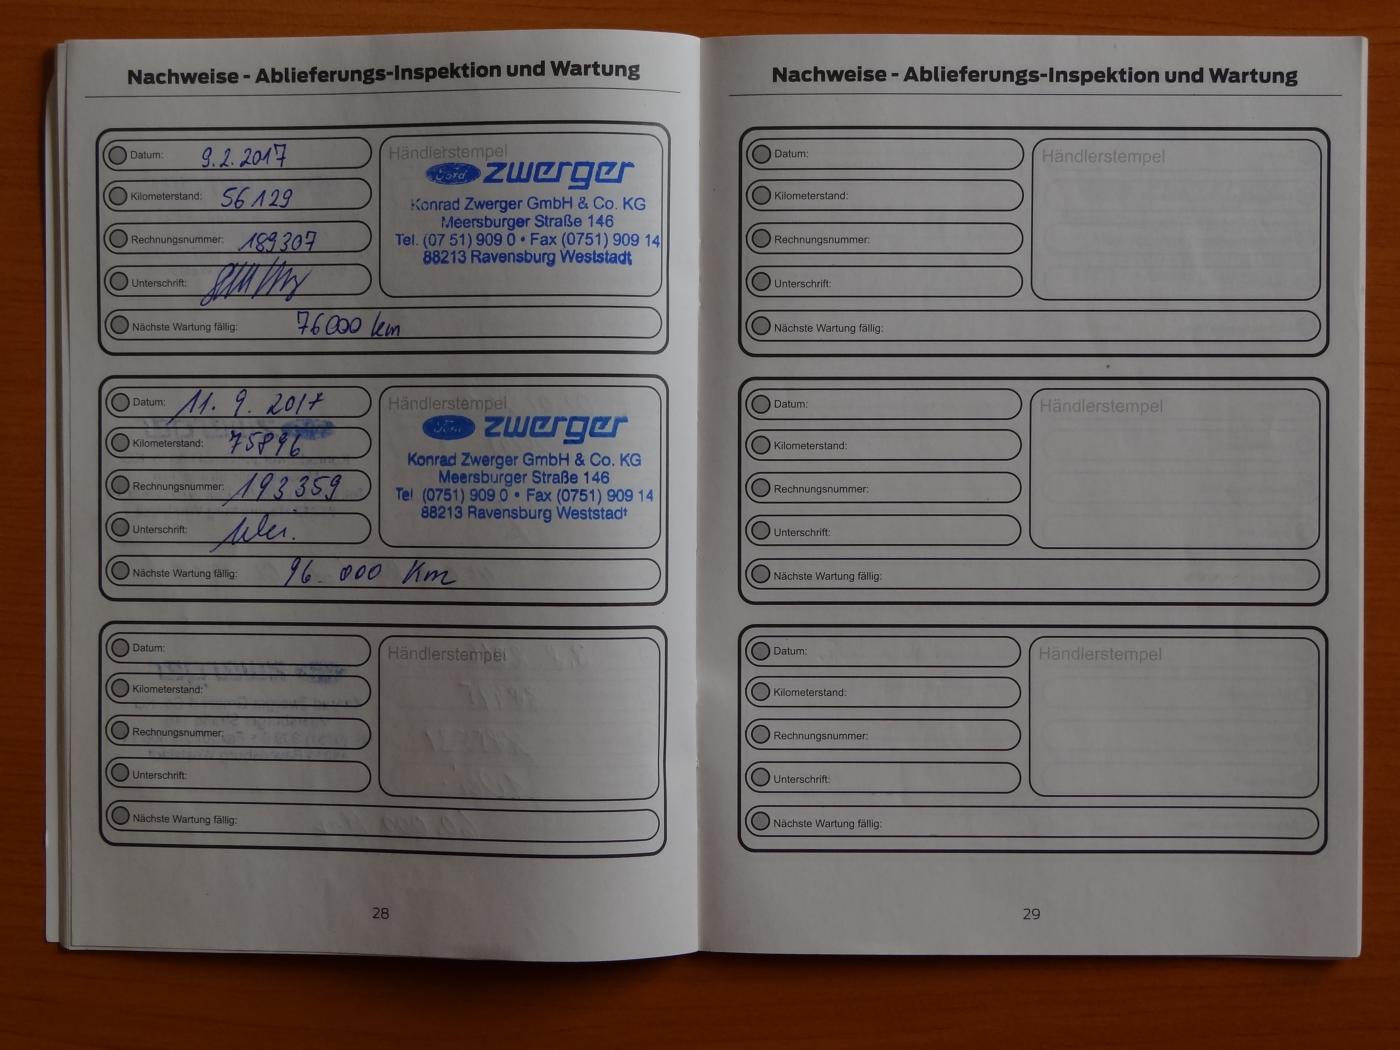 Nachweise - Ablieferungs-Inspektion und Wartung
Datum: 9.2.2017
Kilometerstand: 56129
Rechnungsnummer: 189307
Unterschrift:
Nächste Wartung fällig: 76000 km
Händlerstempel
Ford zwerger
Konrad Zwerger GmbH & Co. KG
Meersburger Straße 146
Tel. (07 51) 909 0 • Fax (0751) 909 14
88213 Ravensburg Weststadt
Datum: 11. 9. 2017
Kilometerstand: 75896
Rechnungsnummer: 193359
Unterschrift:
Nächste Wartung fällig: 96.000 Km
Händlerstempel
Ford zwerger
Konrad Zwerger GmbH & Co. KG
Meersburger Straße 146
Tel (0751) 909 0 • Fax (0751) 909 14
88213 Ravensburg Weststadt
Datum:
Kilometerstand:
Rechnungsnummer:
Unterschrift:
Nächste Wartung fällig:
Händlerstempel
28
Nachweise - Ablieferungs-Inspektion und Wartung
Datum:
Kilometerstand:
Rechnungsnummer:
Unterschrift:
Nächste Wartung fällig:
Händlerstempel
Datum:
Kilometerstand:
Rechnungsnummer:
Unterschrift:
Nächste Wartung fällig:
Händlerstempel
Datum:
Kilometerstand:
Rechnungsnummer:
Unterschrift:
Nächste Wartung fällig:
Händlerstempel
29